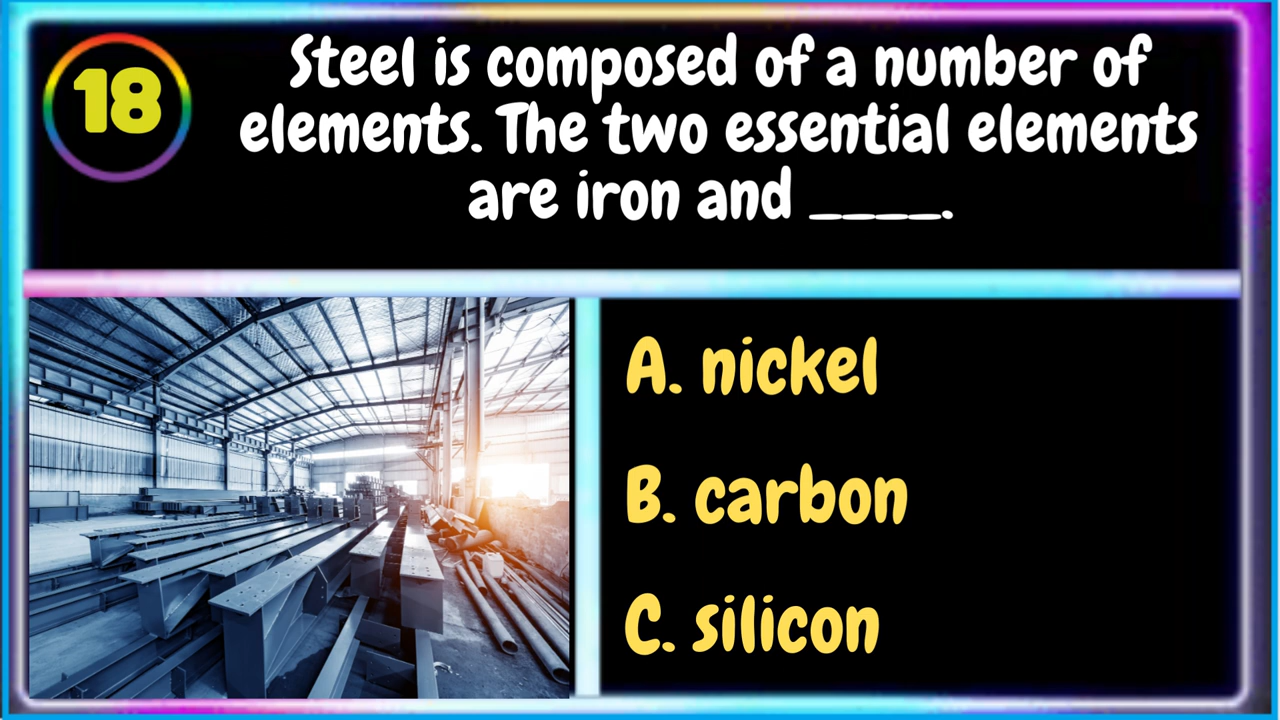 18
Steel is composed of a number of
elements. The two essential elements
are iron and ____.
A. nickel
B. carbon
C. silicon